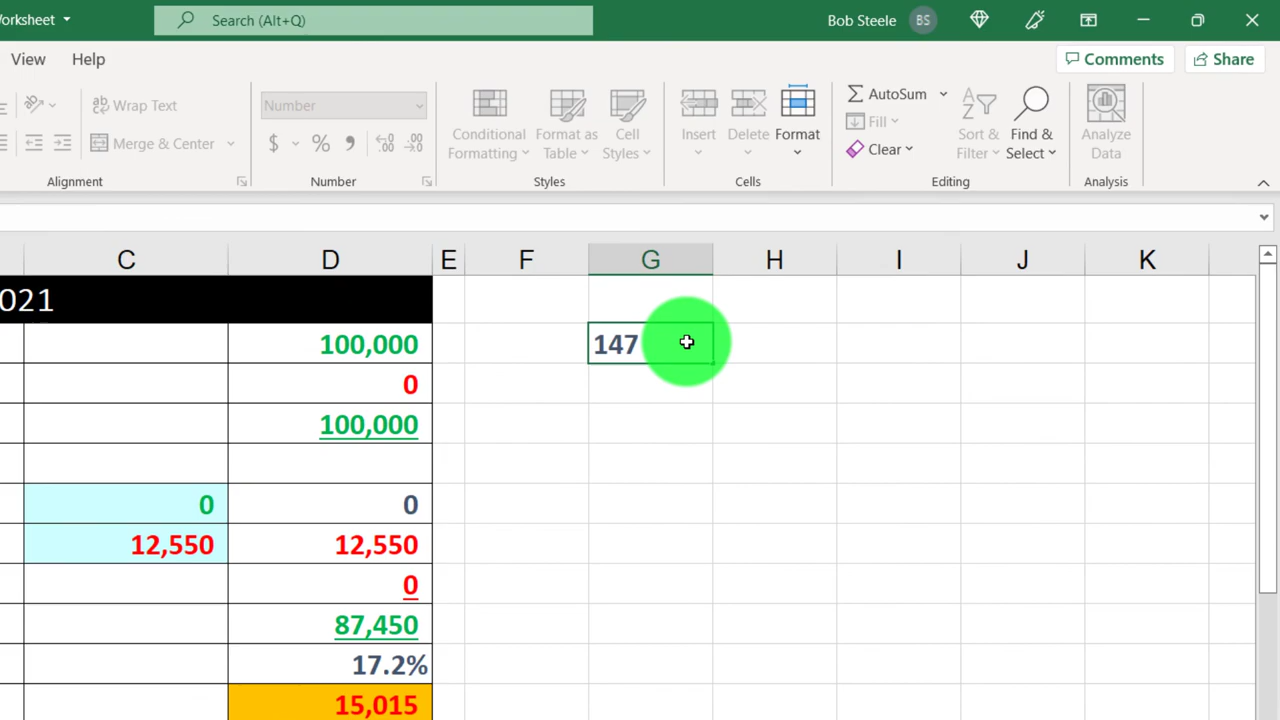 orksheet
Search (Alt+Q)
Bob Steele BS
View Help
Comments Share
Wrap Text
Merge & Center
Alignment
Number
$ % ,
Number
Conditional Formatting
Format as Table
Cell Styles
Styles
Insert
Delete
Format
Cells
AutoSum
Fill
Clear
Sort & Filter
Find & Select
Editing
Analyze Data
Analysis
C D E F G H I J K
021
100,000 147
0
100,000
0 0
12,550 12,550
0
87,450
17.2%
15,015